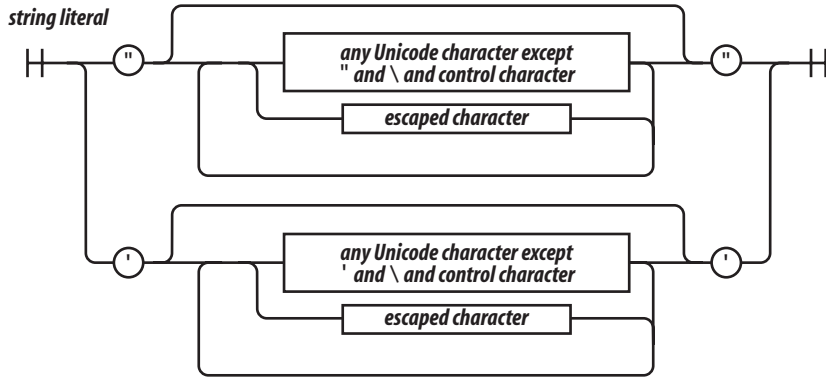 string literal
"
any Unicode character except
" and \ and control character
"
escaped character
'
any Unicode character except
' and \ and control character
'
escaped character